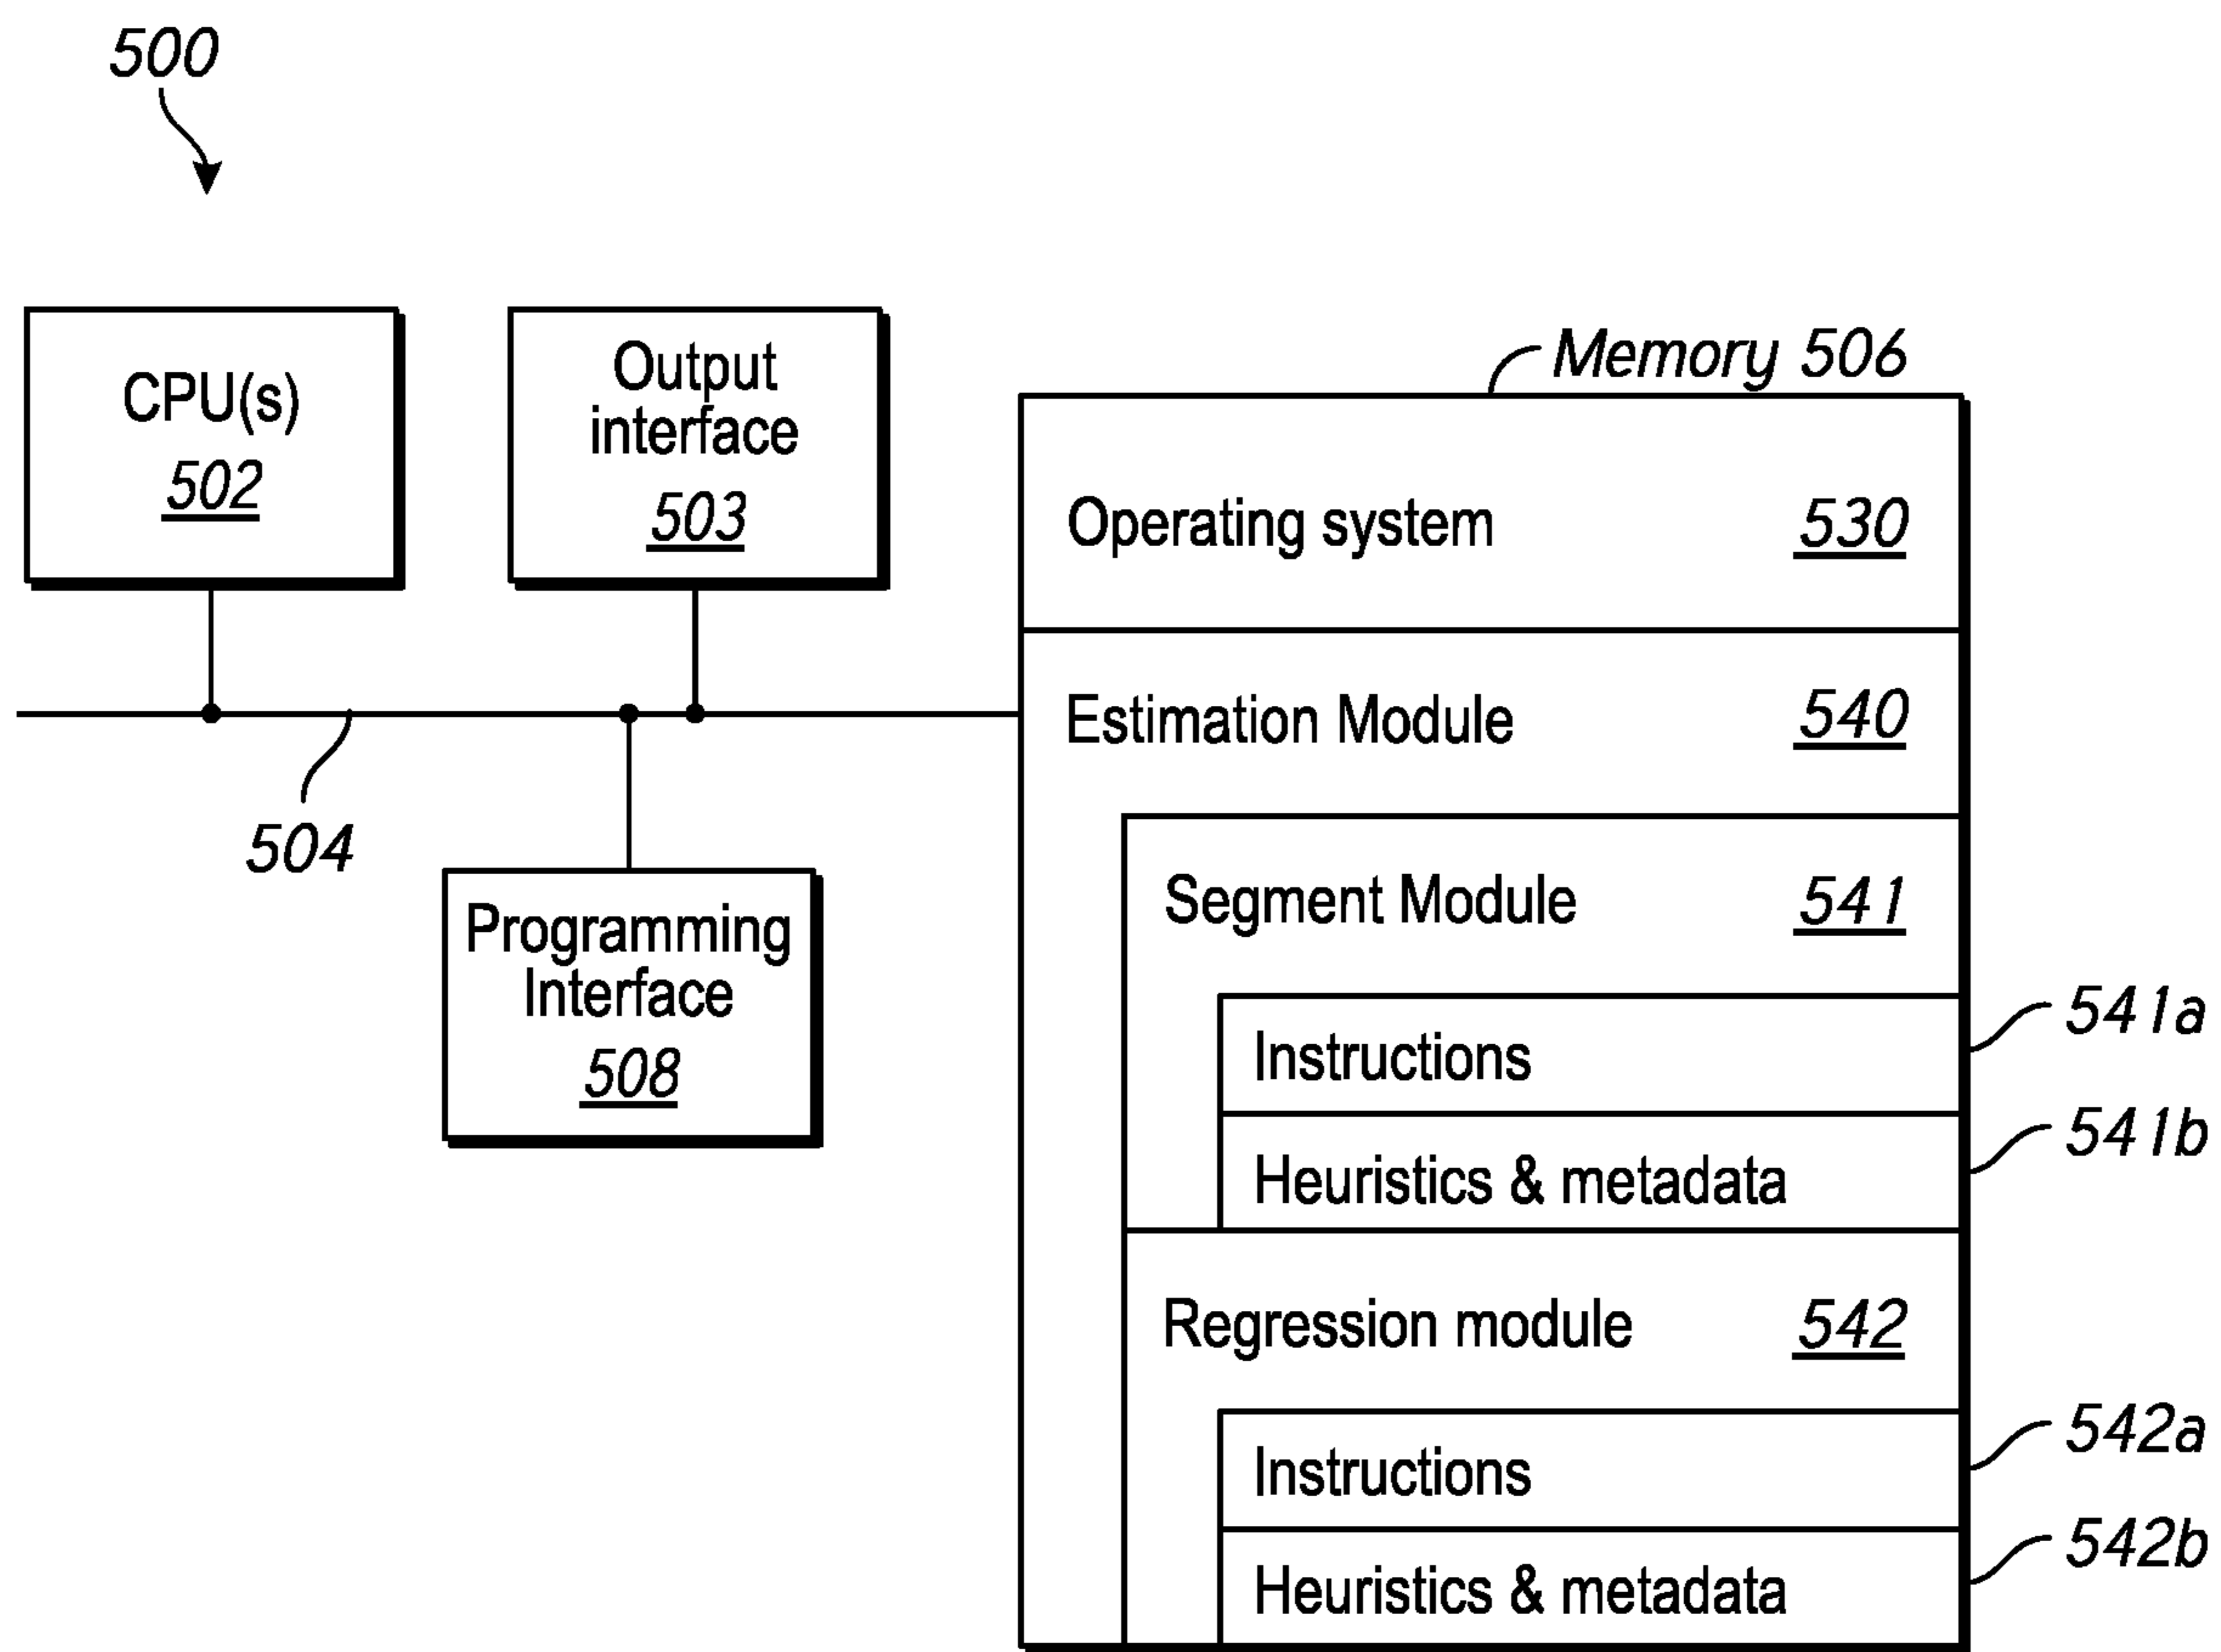 500
CPU(s)
502
Output
interface
503
504
Programming
Interface
508
Memory 506
Operating system 530
Estimation Module 540
Segment Module 541
Instructions
541a
Heuristics & metadata
541b
Regression module 542
Instructions
542a
Heuristics & metadata
542b